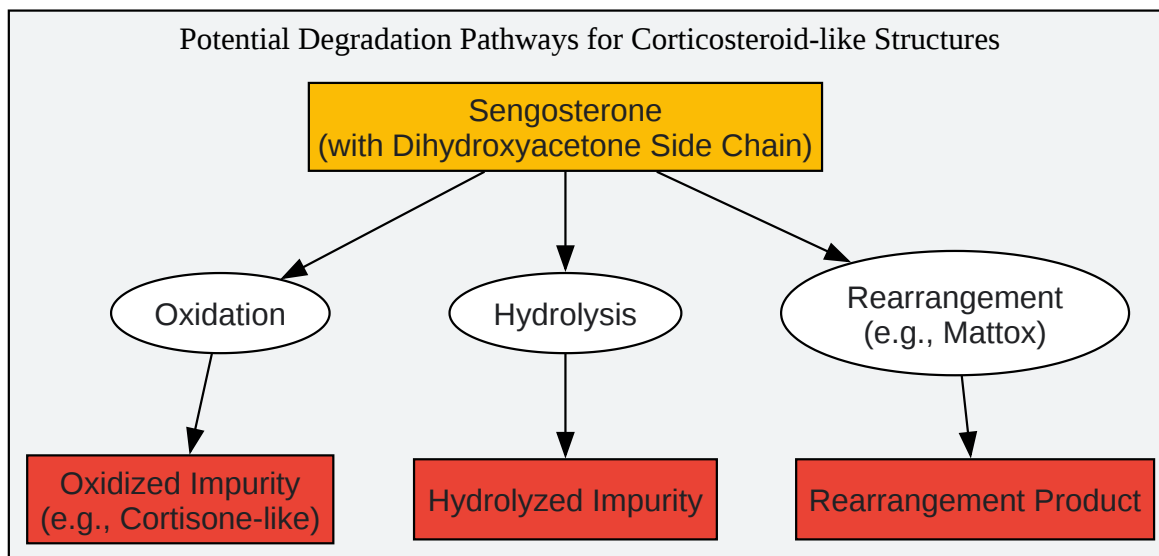 Potential Degradation Pathways for Corticosteroid-like Structures
Sengosterone
(with Dihydroxyacetone Side Chain)
Oxidation
Hydrolysis
Rearrangement
(e.g., Mattox)
Oxidized Impurity
(e.g., Cortisone-like)
Hydrolyzed Impurity
Rearrangement Product